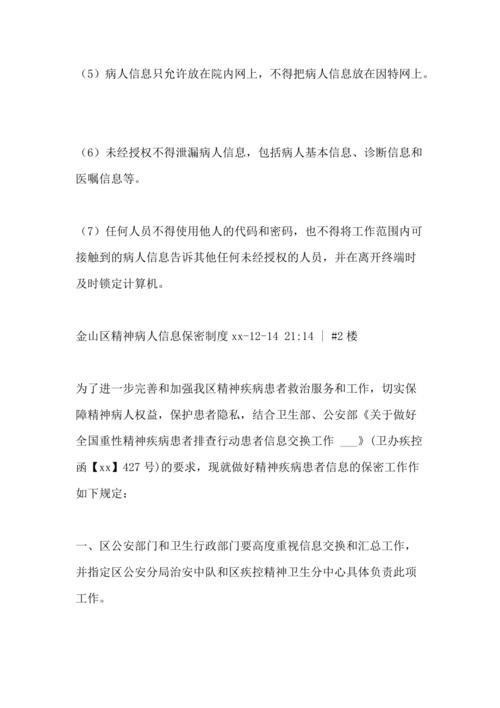 （5）病人信息只允许放在院内网上，不得把病人信息放在因特网上。
（6）未经授权不得泄漏病人信息，包括病人基本信息、诊断信息和
医嘱信息等。
（7）任何人员不得使用他人的代码和密码，也不得将工作范围内可
接触到的病人信息告诉其他任何未经授权的人员，并在离开终端时
及时锁定计算机。
金山区精神病人信息保密制度 xx-12-14 21:14 | #2 楼
为了进一步完善和加强我区精神疾病患者救治服务和工作，切实保
障精神病人权益，保护患者隐私，结合卫生部、公安部《关于做好
全国重性精神疾病患者排查行动患者信息交换工作 ___》(卫办疾控
函【xx】427 号)的要求，现就做好精神疾病患者信息的保密工作作
如下规定：
一、区公安部门和卫生行政部门要高度重视信息交换和汇总工作，
并指定区公安分局治安中队和区疾控精神卫生分中心具体负责此项
工作。